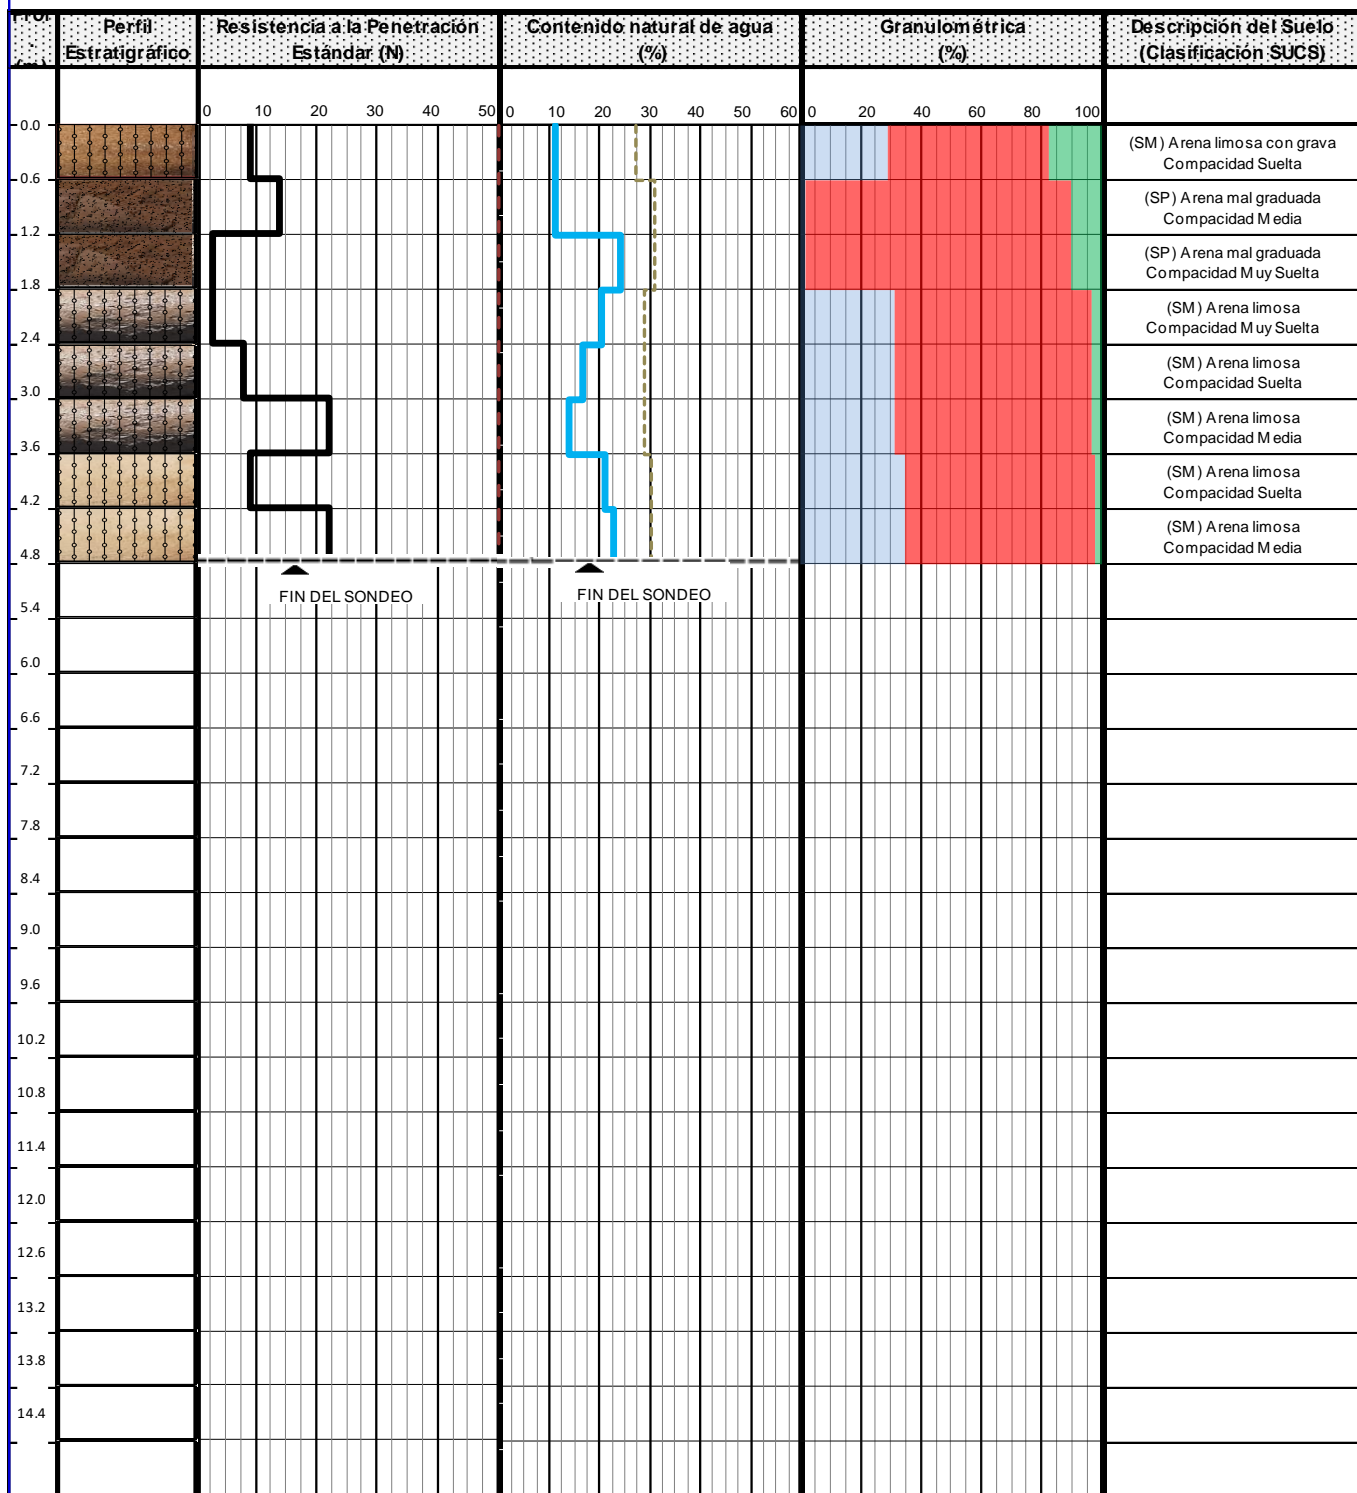 Perfil
Estratigráfico
Resistencia a la Penetración
Estándar (N)
Contenido natural de agua
(%)
Granulométrica
(%)
Descripción del Suelo
(Clasificación SUCS)
0 10 20 30 40 50
0 10 20 30 40 50 60
0 20 40 60 80 100
0.0
(SM) Arena limosa con grava
Compacidad Suelta
0.6
(SP) Arena mal graduada
Compacidad Media
1.2
(SP) Arena mal graduada
Compacidad Muy Suelta
1.8
(SM) Arena limosa
Compacidad Muy Suelta
2.4
(SM) Arena limosa
Compacidad Suelta
3.0
(SM) Arena limosa
Compacidad Media
3.6
(SM) Arena limosa
Compacidad Suelta
4.2
(SM) Arena limosa
Compacidad Media
4.8
FIN DEL SONDEO
FIN DEL SONDEO
5.4
6.0
6.6
7.2
7.8
8.4
9.0
9.6
10.2
10.8
11.4
12.0
12.6
13.2
13.8
14.4